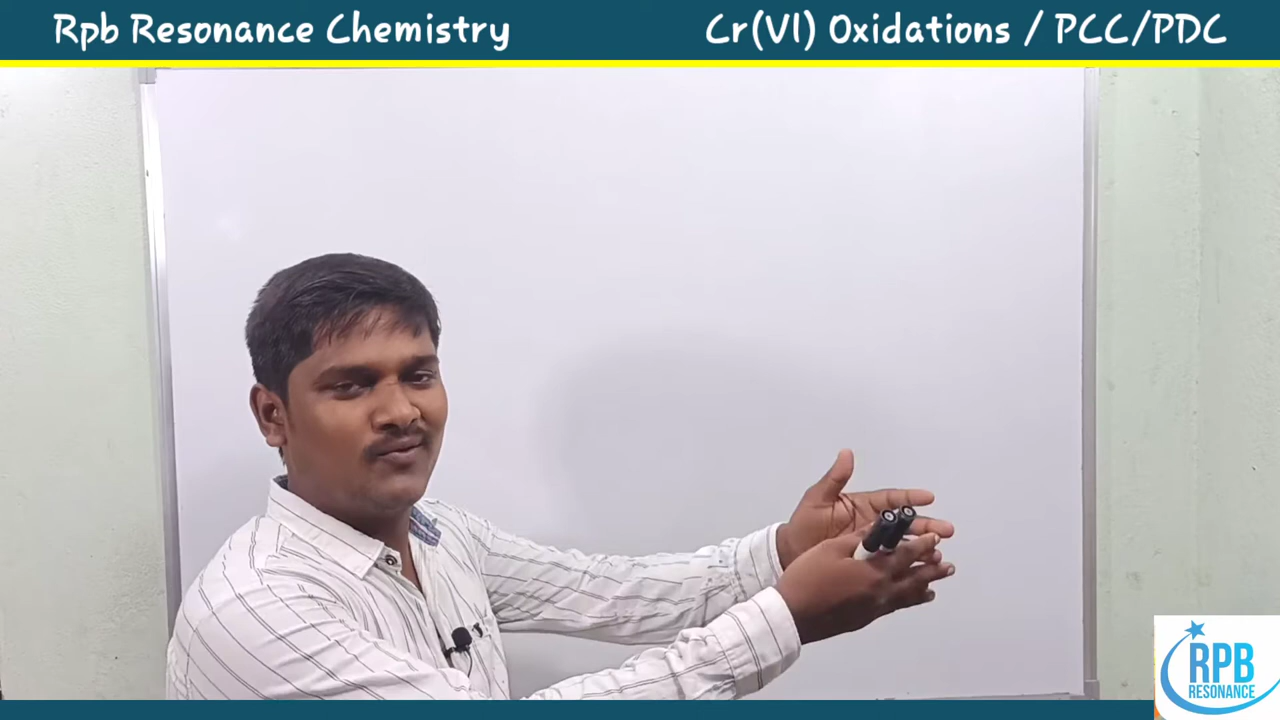 Rpb Resonance Chemistry
Cr(VI) Oxidations / PCC/PDC
RPB
RESONANCE